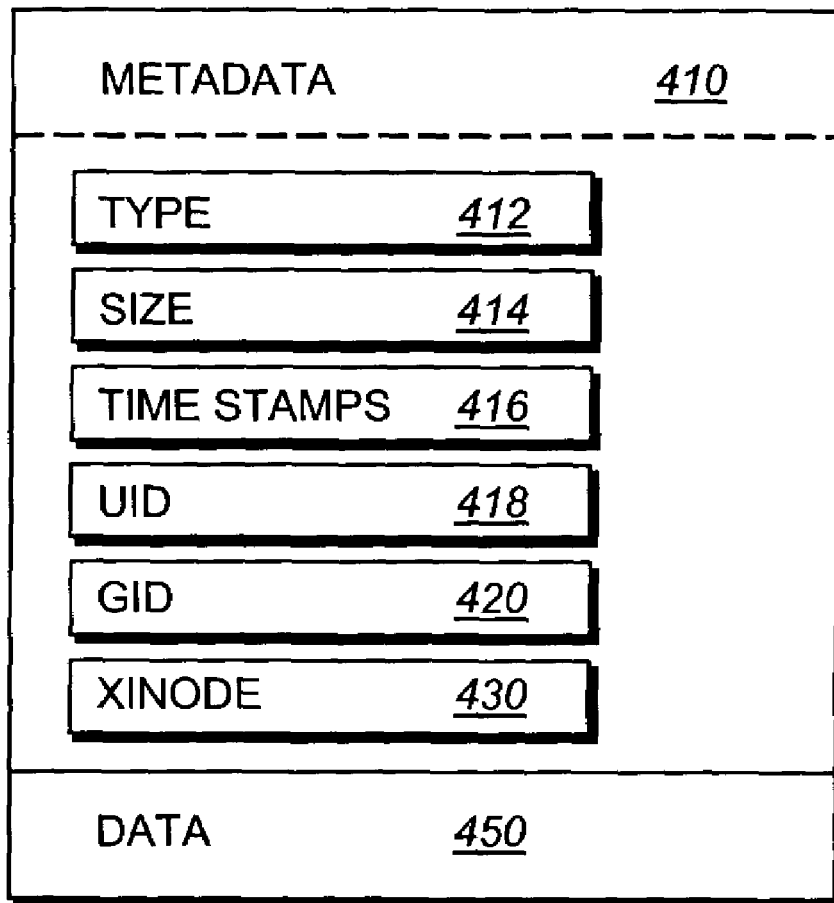 METADATA 410
TYPE 412
SIZE 414
TIME STAMPS 416
UID 418
GID 420
XINODE 430
DATA 450